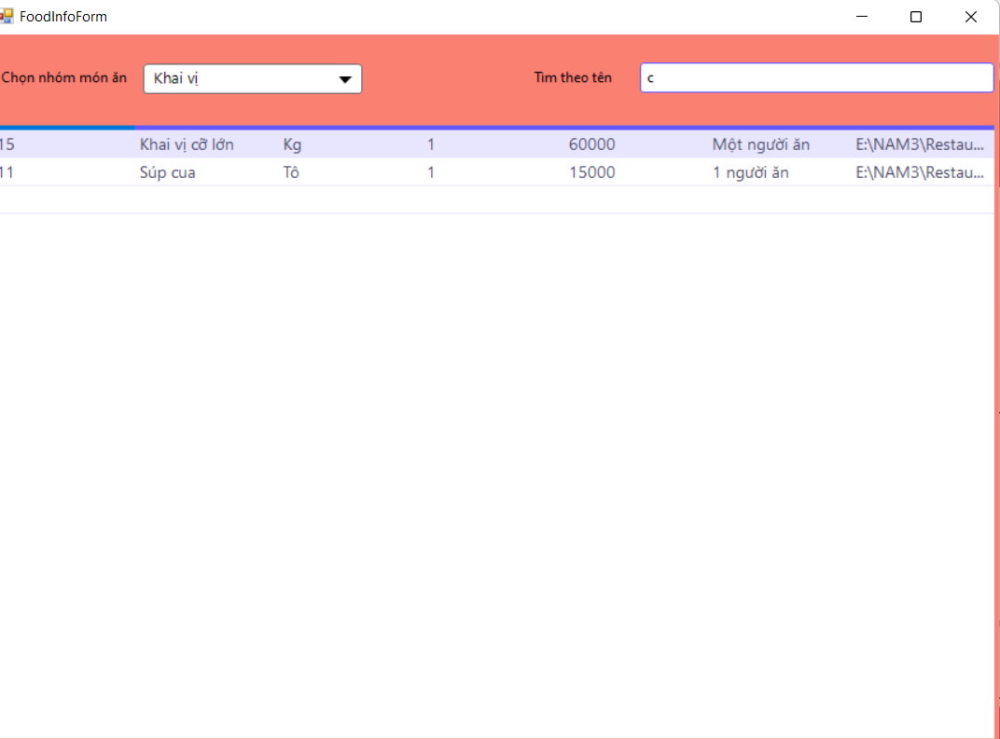 FoodInfoForm
Chọn nhóm món ăn Khai vị Tìm theo tên c
15 Khai vị cỡ lớn Kg 1 60000 Một người ăn E:\NAM3\Restau...
11 Súp cua Tô 1 15000 1 người ăn E:\NAM3\Restau...